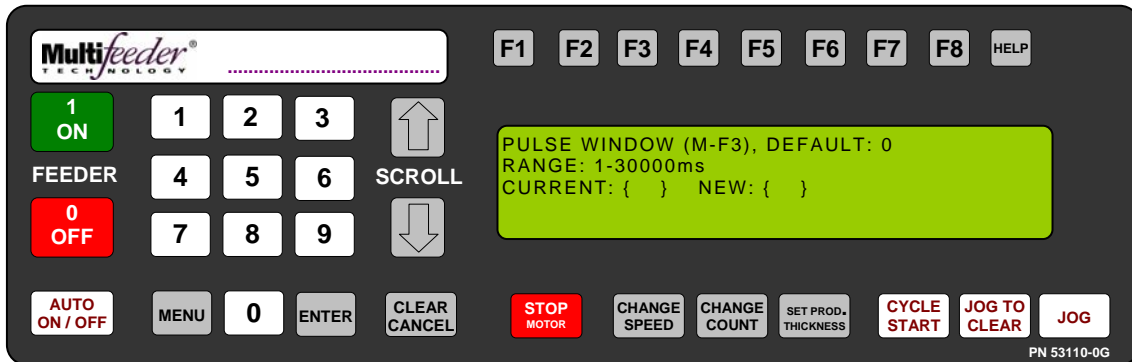 Multifeeder®
TECHNOLOGY
F1 F2 F3 F4 F5 F6 F7 F8 HELP
1
ON
FEEDER
0
OFF
1 2 3
4 5 6
7 8 9
SCROLL
PULSE WINDOW (M-F3), DEFAULT: 0
RANGE: 1-30000ms
CURRENT: { } NEW: { }
AUTO
ON / OFF
MENU
0
ENTER
CLEAR
CANCEL
STOP
MOTOR
CHANGE
SPEED
CHANGE
COUNT
SET PROD.
THICKNESS
CYCLE
START
JOG TO
CLEAR
JOG
PN 53110-0G